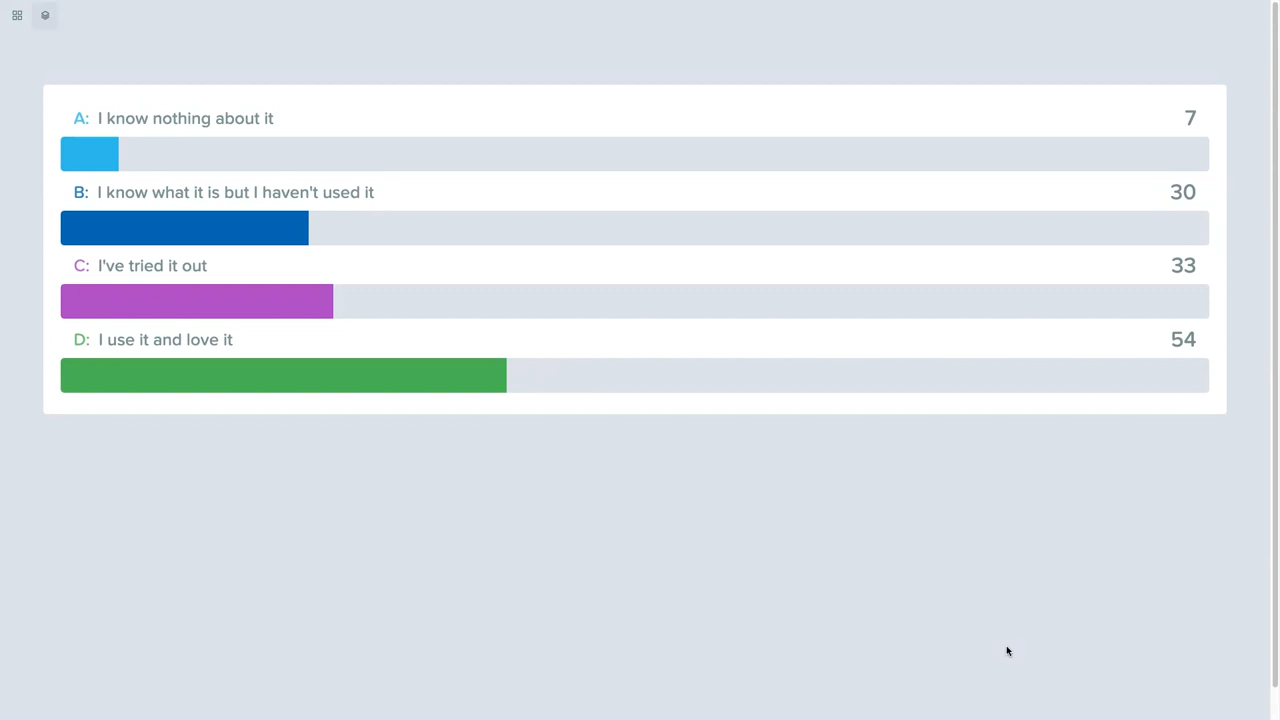 A: I know nothing about it 7
B: I know what it is but I haven't used it 30
C: I've tried it out 33
D: I use it and love it 54